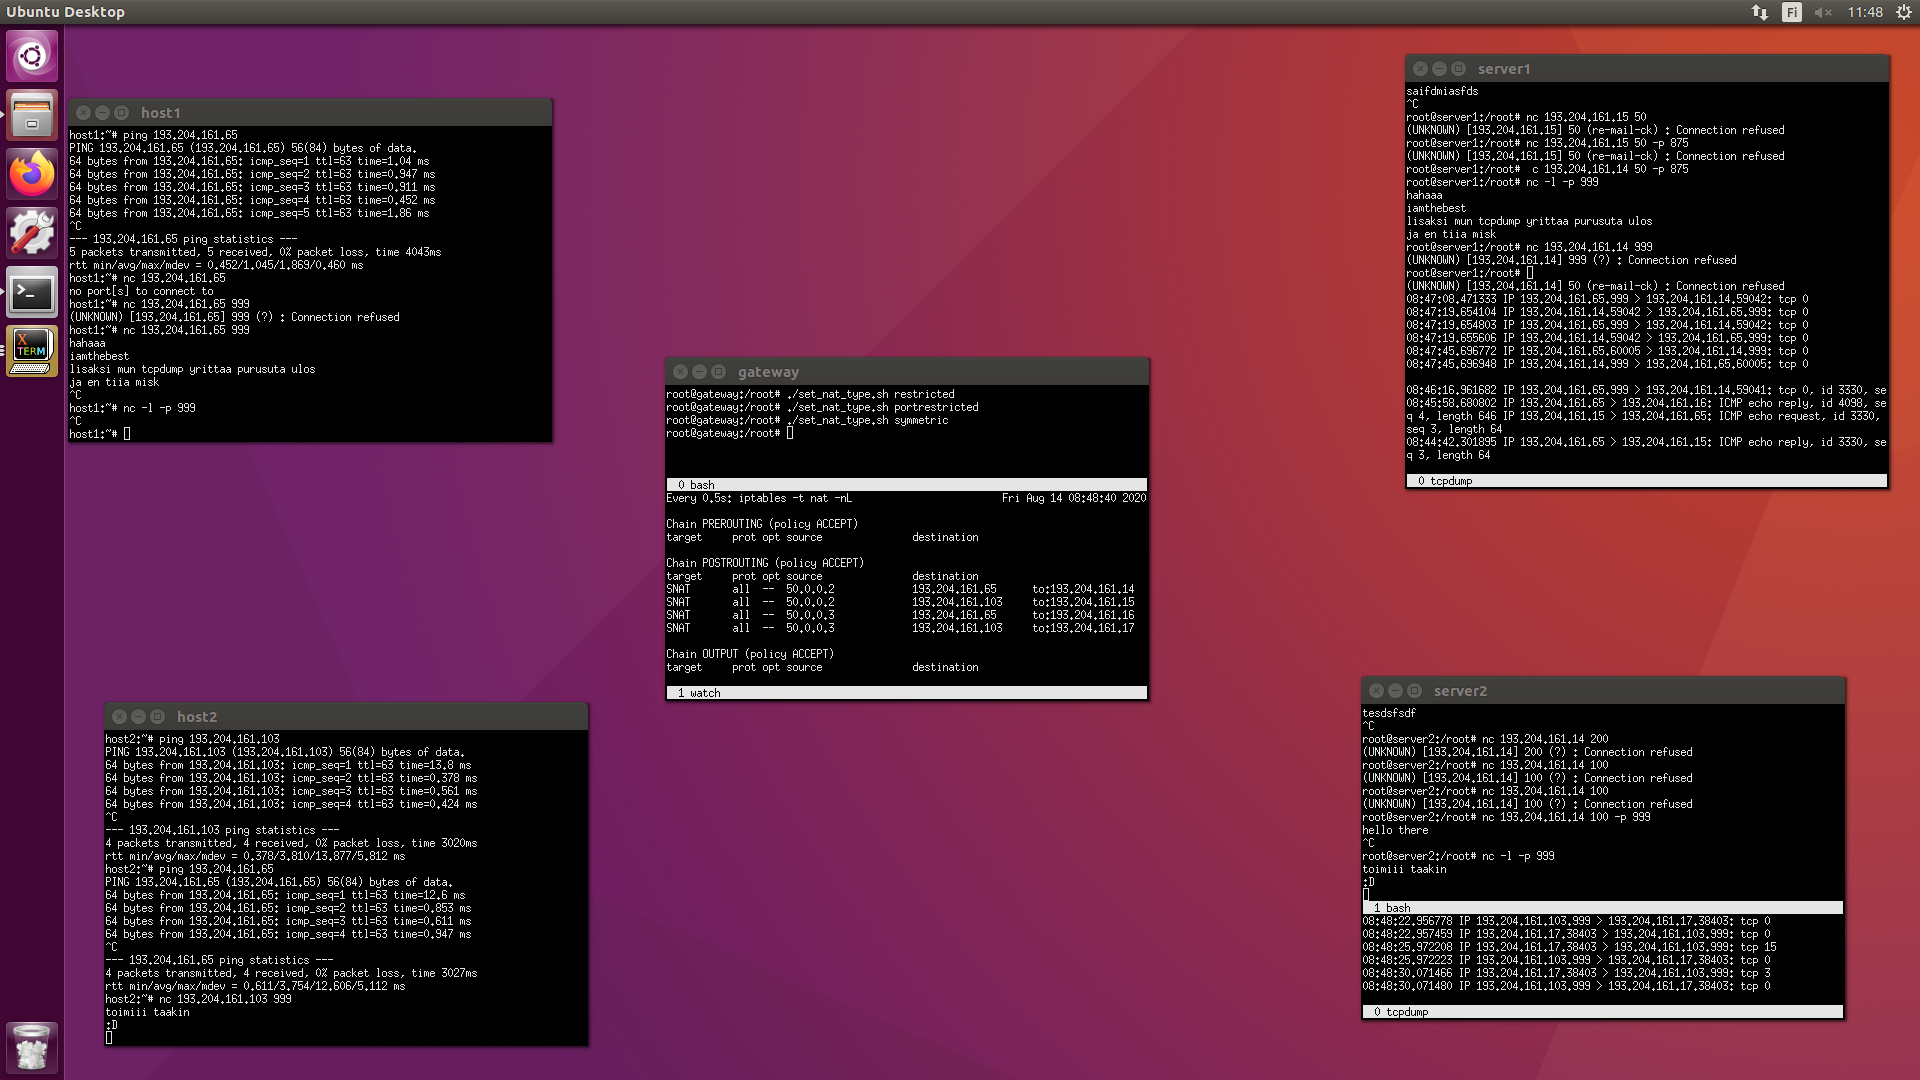 Ubuntu Desktop
Fi
11:48
host1
host1:~# ping 193.204.161.65
PING 193.204.161.65 (193.204.161.65) 56(84) bytes of data.
64 bytes from 193.204.161.65: icmp_seq=1 ttl=63 time=1.04 ms
64 bytes from 193.204.161.65: icmp_seq=2 ttl=63 time=0.947 ms
64 bytes from 193.204.161.65: icmp_seq=3 ttl=63 time=0.911 ms
64 bytes from 193.204.161.65: icmp_seq=4 ttl=63 time=0.452 ms
64 bytes from 193.204.161.65: icmp_seq=5 ttl=63 time=1.86 ms
^C
--- 193.204.161.65 ping statistics ---
5 packets transmitted, 5 received, 0% packet loss, time 4043ms
rtt min/avg/max/mdev = 0.452/1.045/1.869/0.460 ms
host1:~# nc 193.204.161.65
no port[s] to connect to
host1:~# nc 193.204.161.65 999
(UNKNOWN) [193.204.161.65] 999 (?) : Connection refused
host1:~# nc 193.204.161.65 999
hahaaa
iamthebest
lisaksi mun tcpdump yrittaa purusuta ulos
ja en tiia misk
^C
host1:~# nc -l -p 999
^C
host1:~#
X TERM
server1
saifdmiasfds
^C
root@server1:/root# nc 193.204.161.15 50
(UNKNOWN) [193.204.161.15] 50 (re-mail-ck) : Connection refused
root@server1:/root# nc 193.204.161.15 50 -p 875
(UNKNOWN) [193.204.161.15] 50 (re-mail-ck) : Connection refused
root@server1:/root#  c 193.204.161.14 50 -p 875
root@server1:/root# nc -l -p 999
hahaaa
iamthebest
lisaksi mun tcpdump yrittaa purusuta ulos
ja en tiia misk
root@server1:/root# nc 193.204.161.14 999
(UNKNOWN) [193.204.161.14] 999 (?) : Connection refused
root@server1:/root#
(UNKNOWN) [193.204.161.14] 50 (re-mail-ck) : Connection refused
08:47:08.471333 IP 193.204.161.65.999 > 193.204.161.14.59042: tcp 0
08:47:19.654104 IP 193.204.161.14.59042 > 193.204.161.65.999: tcp 0
08:47:19.654803 IP 193.204.161.65.999 > 193.204.161.14.59042: tcp 0
08:47:19.655606 IP 193.204.161.14.59042 > 193.204.161.65.999: tcp 0
08:47:45.696772 IP 193.204.161.65.60005 > 193.204.161.14.999: tcp 0
08:47:45.696948 IP 193.204.161.14.999 > 193.204.161.65.60005: tcp 0
08:46:16.961682 IP 193.204.161.65.999 > 193.204.161.14.59041: tcp 0, id 3330, se
08:45:58.680802 IP 193.204.161.65 > 193.204.161.16: ICMP echo reply, id 4098, se
q 4, length 646 IP 193.204.161.15 > 193.204.161.65: ICMP echo request, id 3330,
seq 3, length 64
08:44:42.301895 IP 193.204.161.65 > 193.204.161.15: ICMP echo reply, id 3330, se
q 3, length 64
0 tcpdump
gateway
root@gateway:/root# ./set_nat_type.sh restricted
root@gateway:/root# ./set_nat_type.sh portrestricted
root@gateway:/root# ./set_nat_type.sh symmetric
root@gateway:/root#
0 bash
Every 0.5s: iptables -t nat -nL Fri Aug 14 08:48:40 2020
Chain PREROUTING (policy ACCEPT)
target prot opt source destination
Chain POSTROUTING (policy ACCEPT)
target prot opt source destination
SNAT all -- 50.0.0.2 193.204.161.65 to:193.204.161.14
SNAT all -- 50.0.0.2 193.204.161.103 to:193.204.161.15
SNAT all -- 50.0.0.3 193.204.161.65 to:193.204.161.16
SNAT all -- 50.0.0.3 193.204.161.103 to:193.204.161.17
Chain OUTPUT (policy ACCEPT)
target prot opt source destination
1 watch
host2
host2:~# ping 193.204.161.103
PING 193.204.161.103 (193.204.161.103) 56(84) bytes of data.
64 bytes from 193.204.161.103: icmp_seq=1 ttl=63 time=13.8 ms
64 bytes from 193.204.161.103: icmp_seq=2 ttl=63 time=0.378 ms
64 bytes from 193.204.161.103: icmp_seq=3 ttl=63 time=0.561 ms
64 bytes from 193.204.161.103: icmp_seq=4 ttl=63 time=0.424 ms
^C
--- 193.204.161.103 ping statistics ---
4 packets transmitted, 4 received, 0% packet loss, time 3020ms
rtt min/avg/max/mdev = 0.378/3.810/13.877/5.812 ms
host2:~# ping 193.204.161.65
PING 193.204.161.65 (193.204.161.65) 56(84) bytes of data.
64 bytes from 193.204.161.65: icmp_seq=1 ttl=63 time=12.6 ms
64 bytes from 193.204.161.65: icmp_seq=2 ttl=63 time=0.853 ms
64 bytes from 193.204.161.65: icmp_seq=3 ttl=63 time=0.611 ms
64 bytes from 193.204.161.65: icmp_seq=4 ttl=63 time=0.947 ms
^C
--- 193.204.161.65 ping statistics ---
4 packets transmitted, 4 received, 0% packet loss, time 3027ms
rtt min/avg/max/mdev = 0.611/3.754/12.606/5.112 ms
host2:~# nc 193.204.161.103 999
toimiii taakin
:D
server2
tesdsfsdf
^C
root@server2:/root# nc 193.204.161.14 200
(UNKNOWN) [193.204.161.14] 200 (?) : Connection refused
root@server2:/root# nc 193.204.161.14 100
(UNKNOWN) [193.204.161.14] 100 (?) : Connection refused
root@server2:/root# nc 193.204.161.14 100
(UNKNOWN) [193.204.161.14] 100 (?) : Connection refused
root@server2:/root# nc 193.204.161.14 100 -p 999
hello there
^C
root@server2:/root# nc -l -p 999
toimiii taakin
:D
1 bash
08:48:22.956778 IP 193.204.161.103.999 > 193.204.161.17.38403: tcp 0
08:48:22.957459 IP 193.204.161.17.38403 > 193.204.161.103.999: tcp 0
08:48:25.972208 IP 193.204.161.17.38403 > 193.204.161.103.999: tcp 15
08:48:25.972223 IP 193.204.161.103.999 > 193.204.161.17.38403: tcp 0
08:48:30.071466 IP 193.204.161.17.38403 > 193.204.161.103.999: tcp 3
08:48:30.071480 IP 193.204.161.103.999 > 193.204.161.17.38403: tcp 0
0 tcpdump